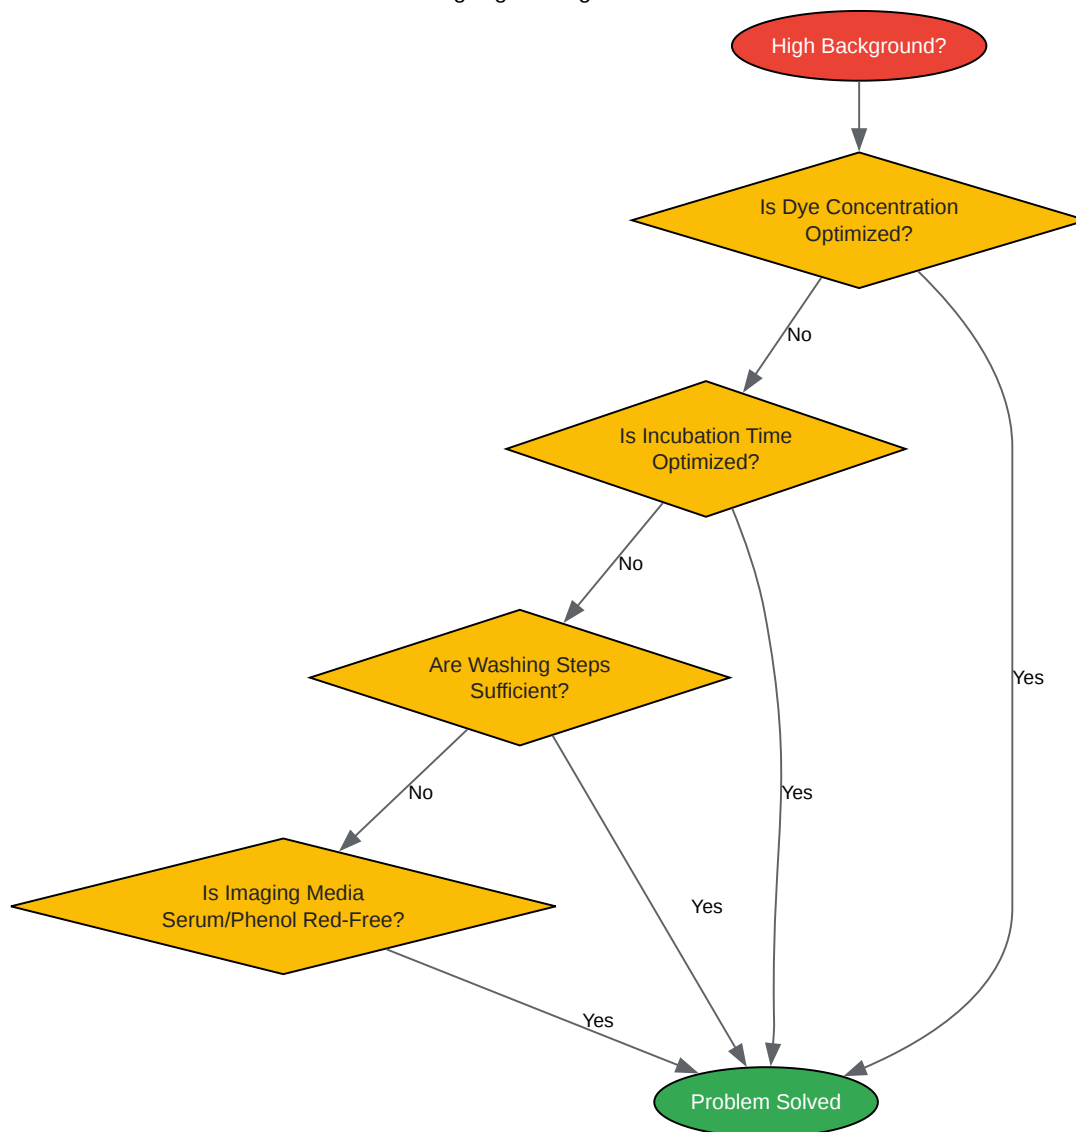 High Background?
Is Dye Concentration
Optimized?
No
Is Incubation Time
Optimized?
No
Are Washing Steps
Sufficient?
Yes
No
Yes
Is Imaging Media
Serum/Phenol Red-Free?
Yes
Yes
Problem Solved